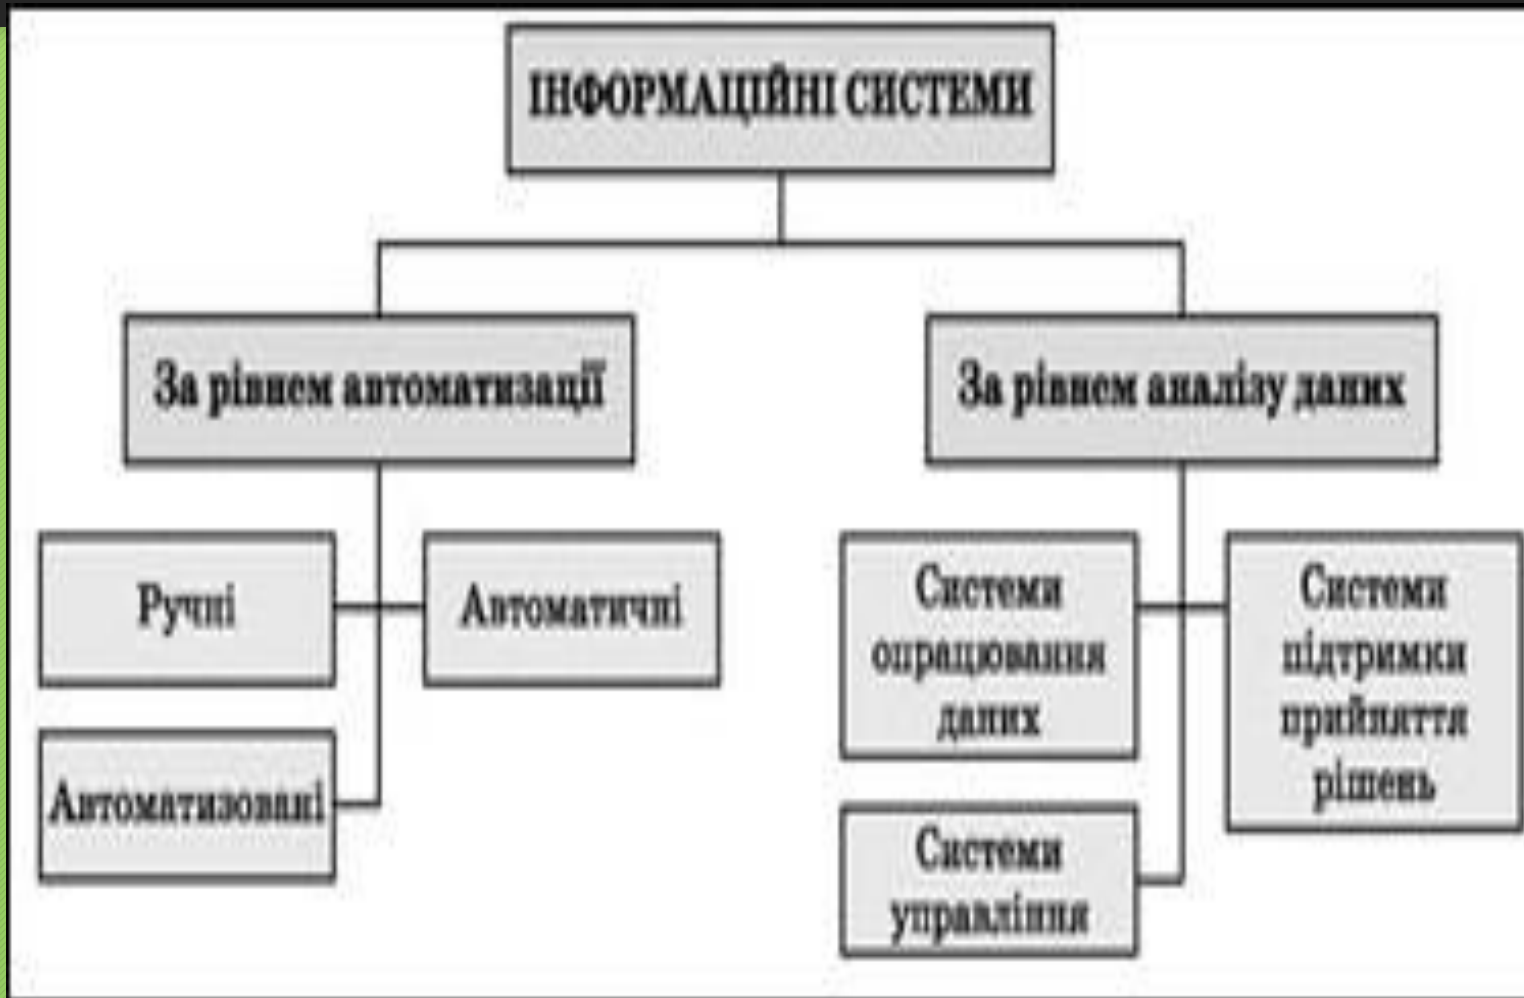 ІНФОРМАЦІЙНІ СИСТЕМИ
За рівнем автоматизації
За рівнем аналізу даних
Ручні
Автоматичні
Автоматизовані
Системи
опрацювання
даних
Системи
підтримки
прийняття
рішень
Системи
управління